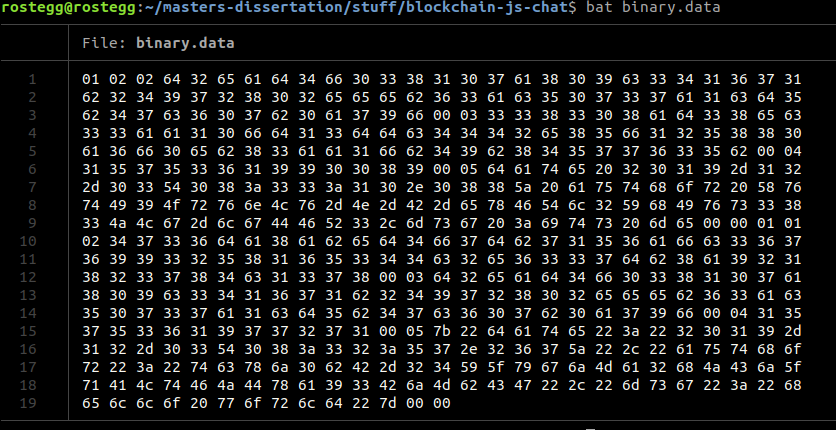 rostegg@rostegg:~/masters-dissertation/stuff/blockchain-js-chat$ bat binary.data
File: binary.data
1 01 02 02 64 32 65 61 64 34 66 30 33 38 31 30 37 61 38 30 39 63 33 34 31 36 37 31
2 62 32 34 39 37 32 38 30 32 65 65 65 62 36 33 61 63 35 30 37 33 37 61 31 63 64 35
3 62 34 37 63 36 30 37 62 30 61 37 39 66 00 03 33 33 38 33 30 38 61 64 33 38 65 63
4 33 33 61 61 31 30 66 64 31 33 64 64 63 34 34 34 32 65 38 35 66 31 32 35 38 38 30
5 61 36 66 30 65 62 38 33 61 61 31 66 62 34 39 62 38 34 35 37 37 36 33 35 62 00 04
6 31 35 37 35 33 36 31 39 39 30 30 38 39 00 05 64 61 74 65 20 32 30 31 39 2d 31 32
7 2d 30 33 54 30 38 3a 33 33 3a 31 30 2e 30 38 38 5a 20 61 75 74 68 6f 72 20 58 76
8 74 49 39 4f 72 76 6e 4c 76 2d 4e 2d 42 2d 65 78 46 54 6c 32 59 68 49 76 73 33 38
9 33 4a 4c 67 2d 6c 67 44 46 52 33 2c 6d 73 67 20 3a 69 74 73 20 6d 65 00 00 01 01
10 02 34 37 33 36 64 61 38 61 62 65 64 34 66 37 64 62 37 31 35 36 61 66 63 33 36 37
11 36 39 39 33 32 35 38 31 36 35 33 34 34 63 32 65 36 33 33 37 64 62 38 61 39 32 31
12 38 32 33 37 38 34 63 31 33 37 38 00 03 64 32 65 61 64 34 66 30 33 38 31 30 37 61
13 38 30 39 63 33 34 31 36 37 31 62 32 34 39 37 32 38 30 32 65 65 65 62 36 33 61 63
14 35 30 37 33 37 61 31 63 64 35 62 34 37 63 36 30 37 62 30 61 37 39 66 00 04 31 35
15 37 35 33 36 31 39 37 37 32 37 31 00 05 7b 22 64 61 74 65 22 3a 22 32 30 31 39 2d
16 31 32 2d 30 33 54 30 38 3a 33 32 3a 35 37 2e 32 36 37 5a 22 2c 22 61 75 74 68 6f
17 72 22 3a 22 74 63 78 6a 30 62 42 2d 32 34 59 5f 79 67 6a 4d 61 32 68 4a 43 6a 5f
18 71 41 4c 74 46 4a 44 78 61 39 33 42 6a 4d 62 43 47 22 2c 22 6d 73 67 22 3a 22 68
19 65 6c 6c 6f 20 77 6f 72 6c 64 22 7d 00 00